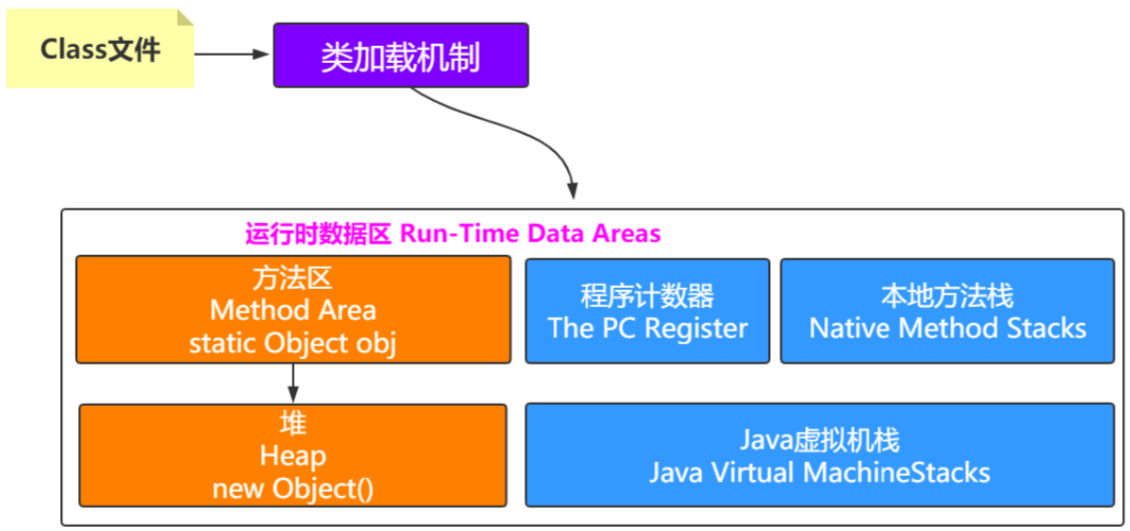 Class文件
类加载机制
运行时数据区 Run-Time Data Areas
方法区
Method Area
static Object obj
程序计数器
The PC Register
本地方法栈
Native Method Stacks
堆
Heap
new Object()
Java虚拟机栈
Java Virtual MachineStacks